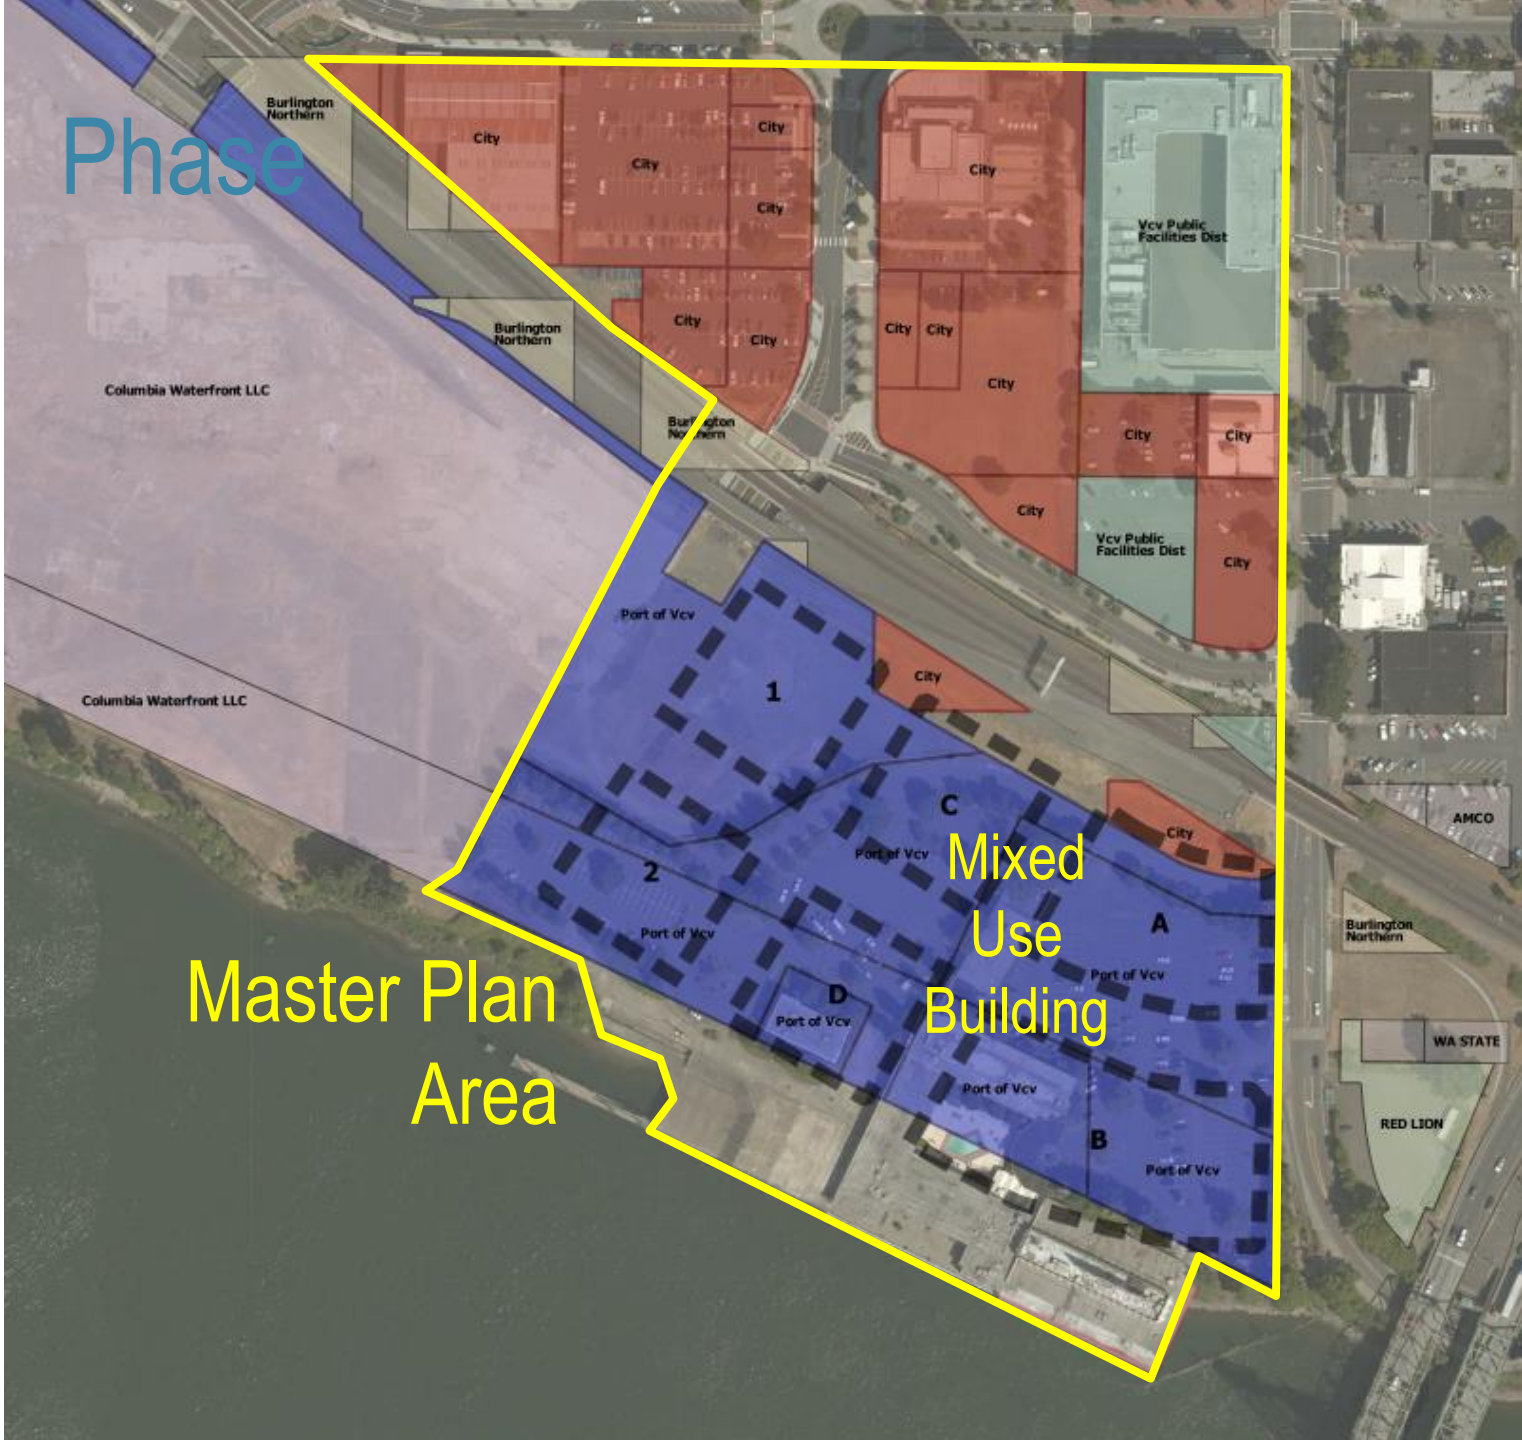 Burlington
Northern
Phase
City
City
City
City
City
Vcv Public
Facilities Dist
Burlington
Northern
City
City
City
City
City
Columbia Waterfront LLC
Burlington
Northern
City
City
City
Vcv Public
Facilities Dist
City
Port of Vcv
1
City
Columbia Waterfront LLC
C
City
AMCO
Port of Vcv
Mixed
Use
Building
2
A
Port of Vcv
Port of Vcv
Burlington
Northern
Master Plan
Area
D
Port of Vcv
WA STATE
Port of Vcv
RED LION
B
Port of Vcv